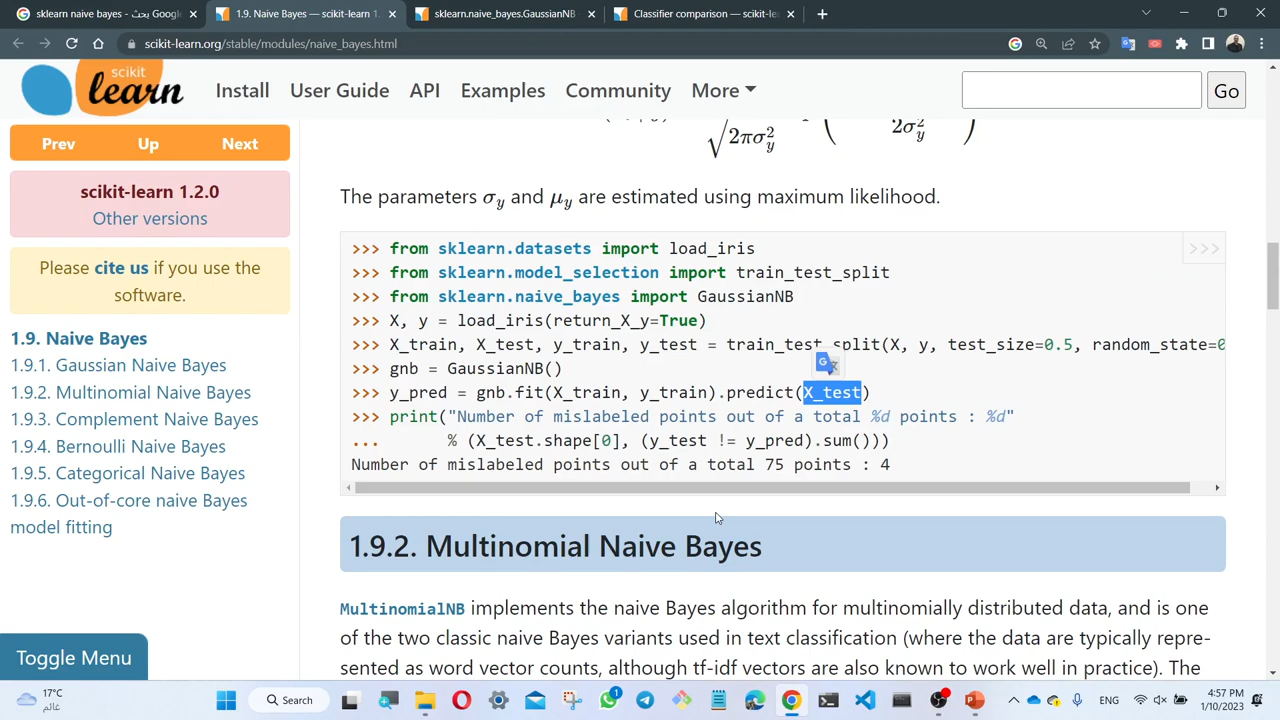 sklearn naive bayes - بحث Google
1.9. Naive Bayes — scikit-learn 1.
sklearn.naive_bayes.GaussianNB
Classifier comparison — scikit-le
scikit-learn.org/stable/modules/naive_bayes.html
scikit
learn
Install User Guide API Examples Community More
Go
Prev Up Next
scikit-learn 1.2.0
Other versions
Please cite us if you use the
software.
1.9. Naive Bayes
1.9.1. Gaussian Naive Bayes
1.9.2. Multinomial Naive Bayes
1.9.3. Complement Naive Bayes
1.9.4. Bernoulli Naive Bayes
1.9.5. Categorical Naive Bayes
1.9.6. Out-of-core naive Bayes
model fitting
Toggle Menu
√2πσ²y 2σ²y
The parameters σy and μy are estimated using maximum likelihood.
>>>
>>> from sklearn.datasets import load_iris
>>> from sklearn.model_selection import train_test_split
>>> from sklearn.naive_bayes import GaussianNB
>>> X, y = load_iris(return_X_y=True)
>>> X_train, X_test, y_train, y_test = train_test_split(X, y, test_size=0.5, random_state=0
>>> gnb = GaussianNB()
>>> y_pred = gnb.fit(X_train, y_train).predict(X_test)
>>> print("Number of mislabeled points out of a total %d points : %d"
... % (X_test.shape[0], (y_test != y_pred).sum()))
Number of mislabeled points out of a total 75 points : 4
1.9.2. Multinomial Naive Bayes
MultinomialNB implements the naive Bayes algorithm for multinomially distributed data, and is one
of the two classic naive Bayes variants used in text classification (where the data are typically repre-
sented as word vector counts, although tf-idf vectors are also known to work well in practice). The
17°C
غائم
Search
1
ENG
4:57 PM
1/10/2023